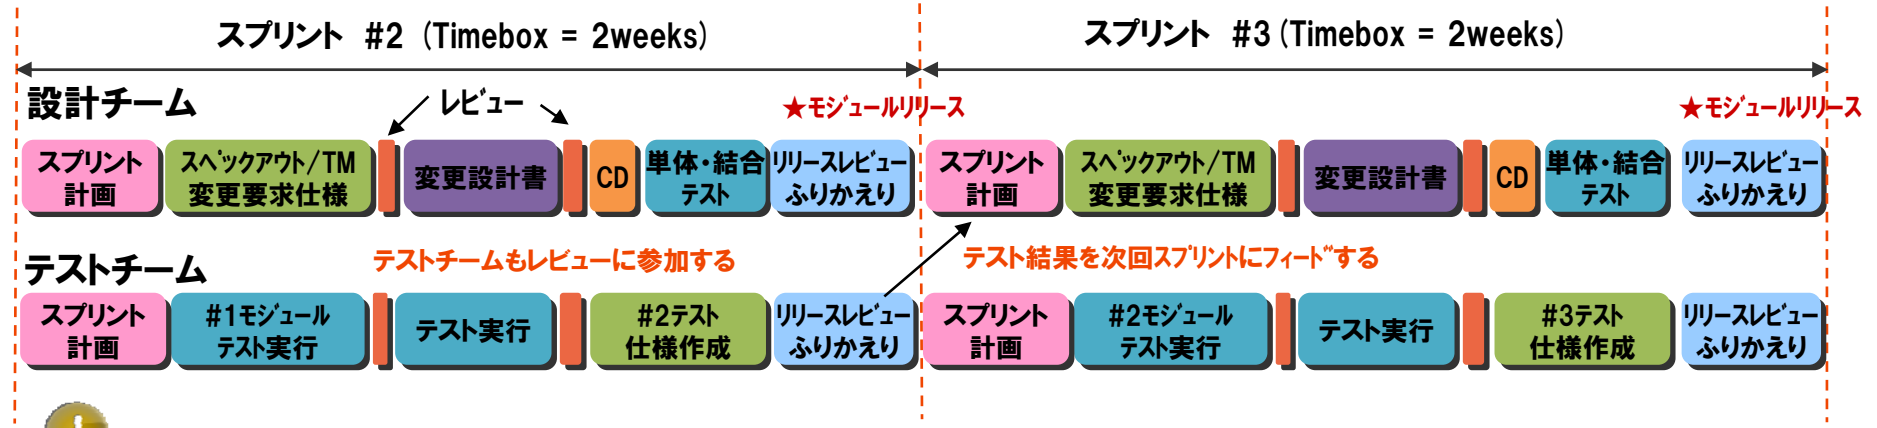 スプリント #2 (Timebox = 2weeks)
スプリント #3 (Timebox = 2weeks)
設計チーム
レビュー
★モジュールリリース
★モジュールリリース
スプリント
計画
スペックアウト/TM
変更要求仕様
変更設計書
CD
単体・結合
テスト
リリースレビュー
ふりかえり
スプリント
計画
スペックアウト/TM
変更要求仕様
変更設計書
CD
単体・結合
テスト
リリースレビュー
ふりかえり
テストチーム
テストチームもレビューに参加する
テスト結果を次回スプリントにフィードする
スプリント
計画
#1モジュール
テスト実行
テスト実行
#2テスト
仕様作成
リリースレビュー
ふりかえり
スプリント
計画
#2モジュール
テスト実行
テスト実行
#3テスト
仕様作成
リリースレビュー
ふりかえり